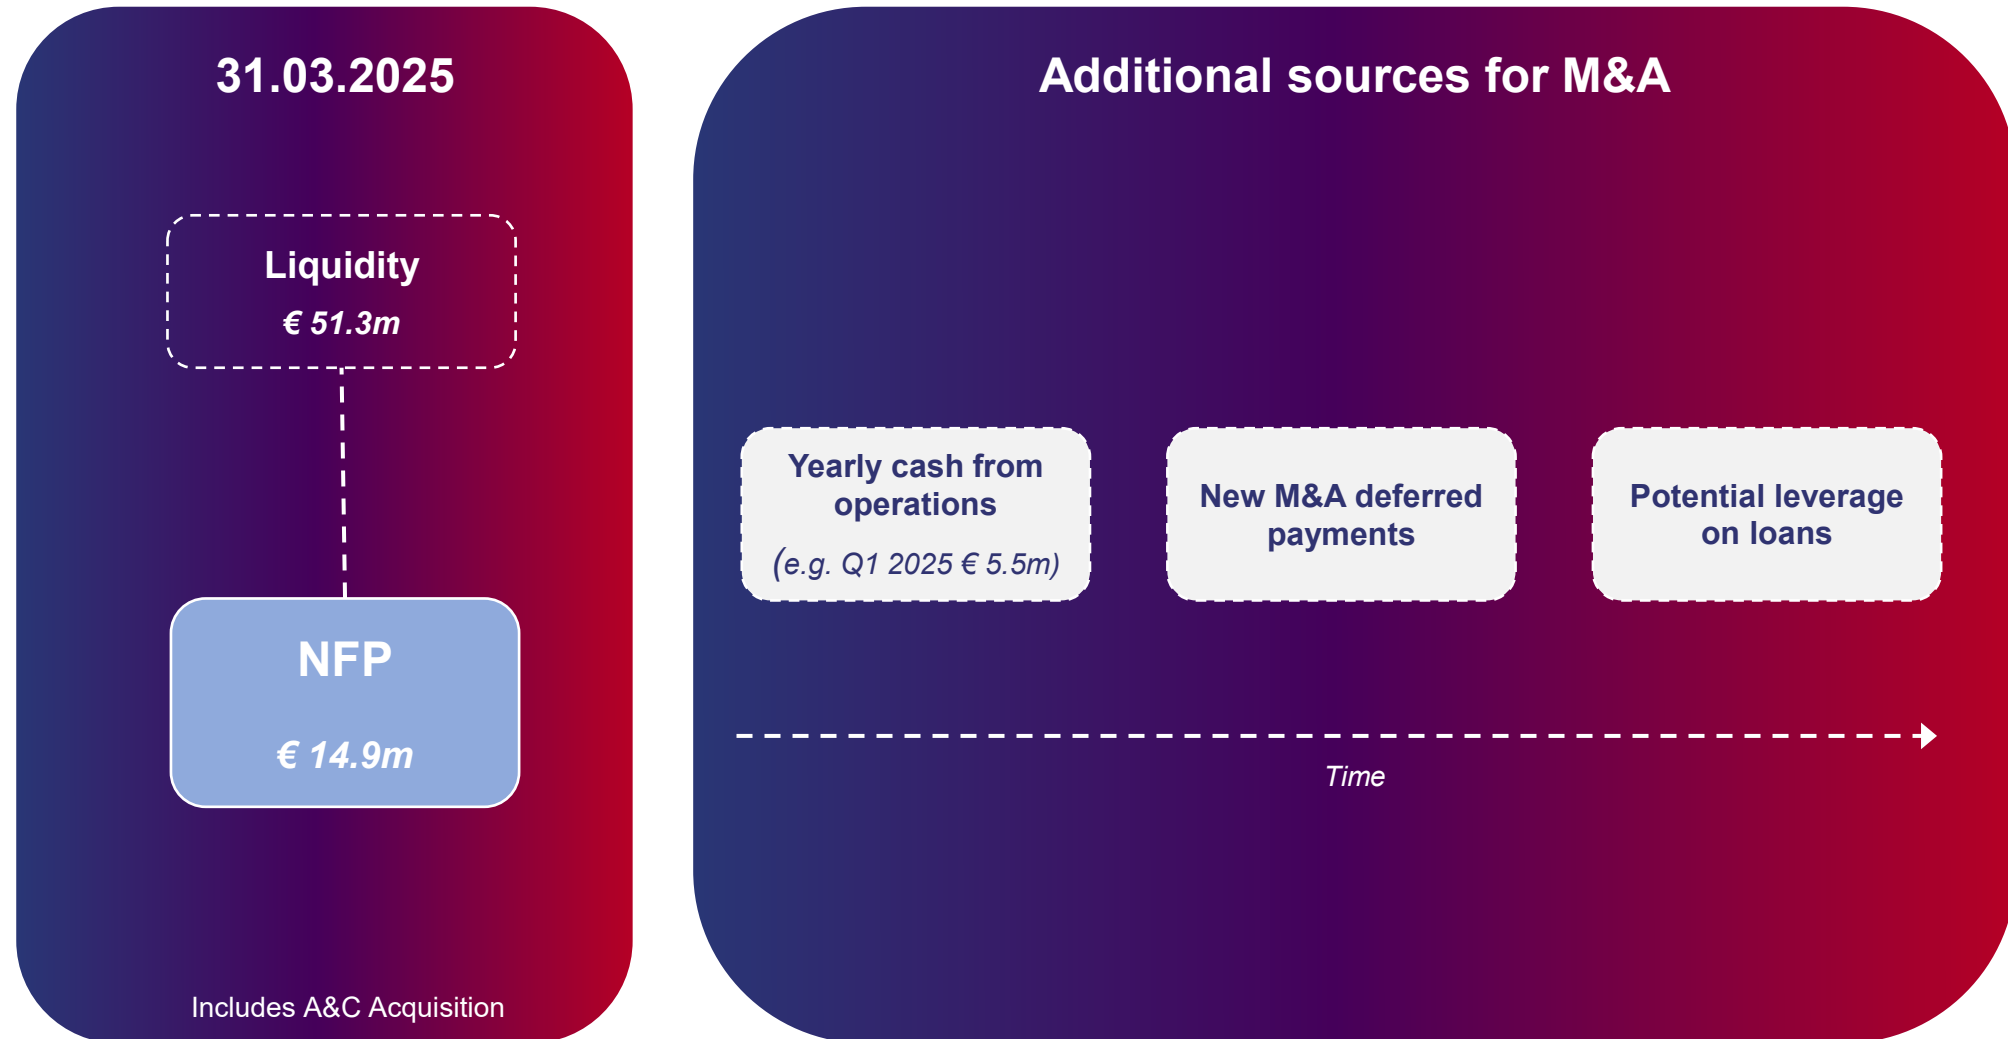 31.03.2025
Liquidity
€ 51.3m
NFP
€ 14.9m
Includes A&C Acquisition
Additional sources for M&A
Yearly cash from
operations
(e.g. Q1 2025 € 5.5m)
New M&A deferred
payments
Potential leverage
on loans
Time